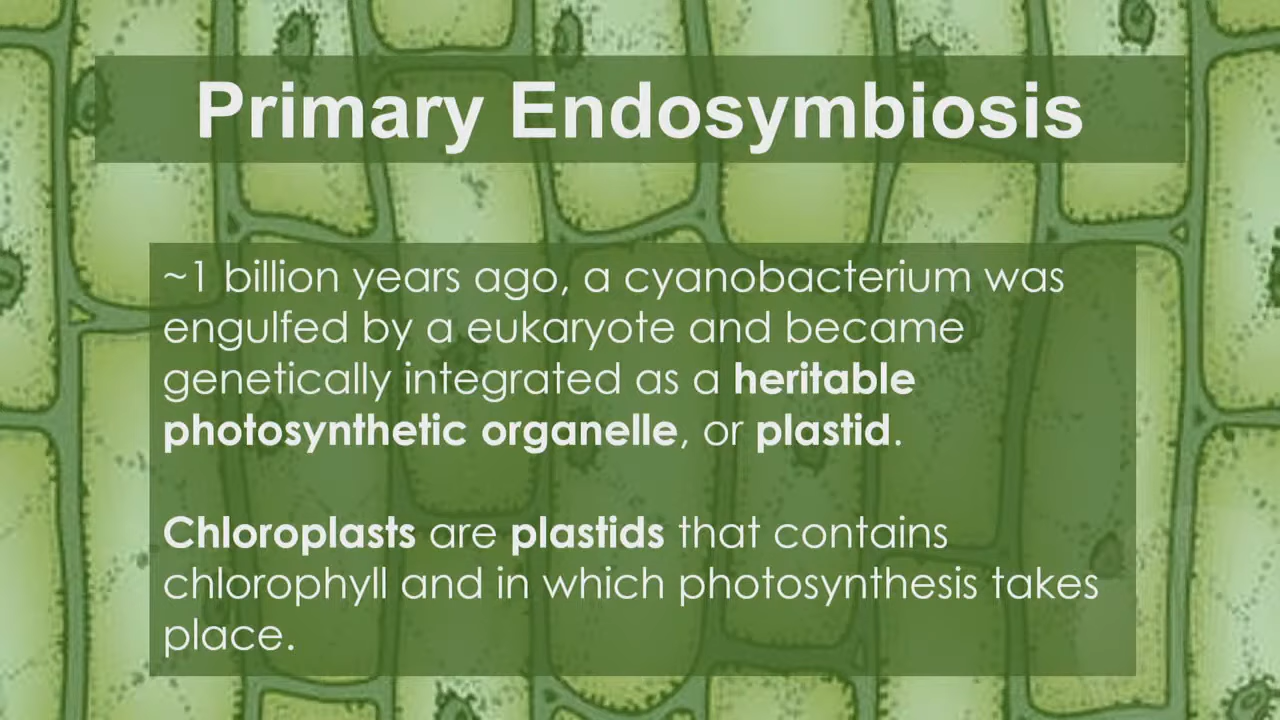 Primary Endosymbiosis
~1 billion years ago, a cyanobacterium was
engulfed by a eukaryote and became
genetically integrated as a heritable
photosynthetic organelle, or plastid.
Chloroplasts are plastids that contains
chlorophyll and in which photosynthesis takes
place.